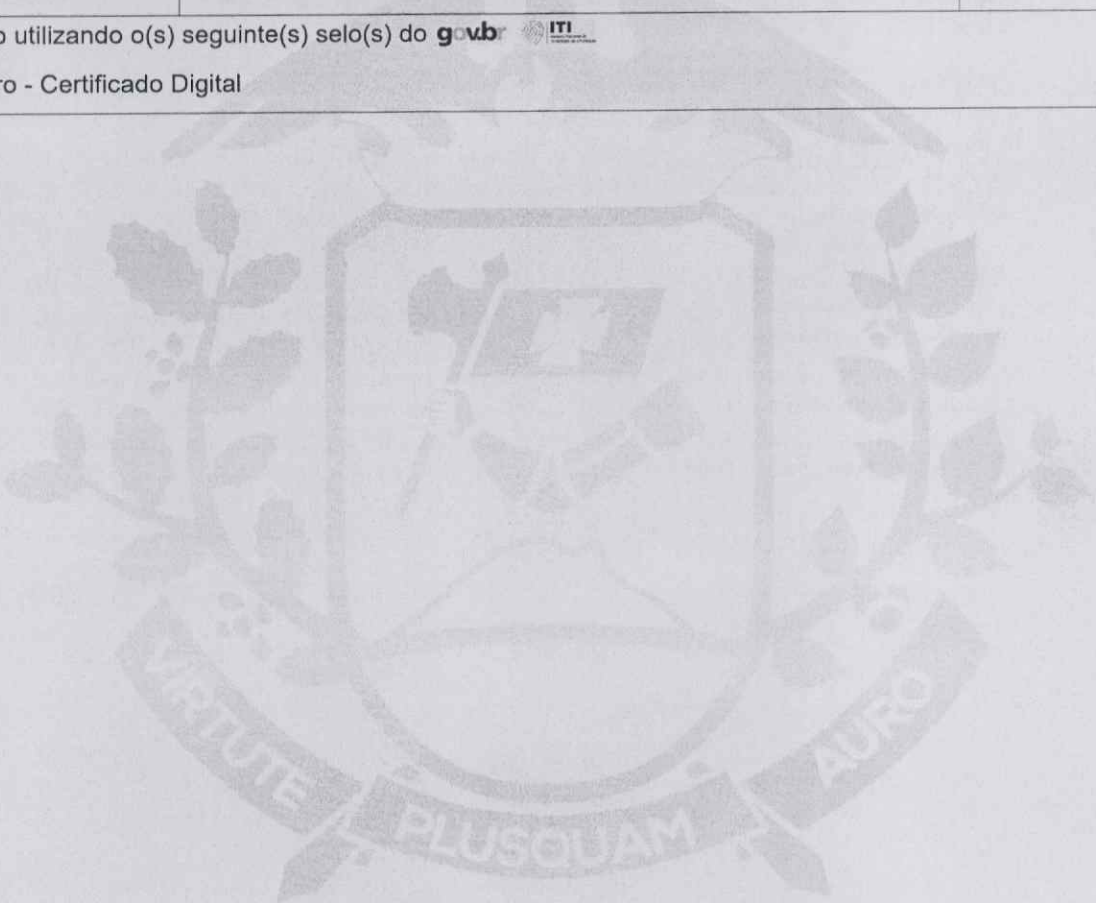 o utilizando o(s) seguinte(s) selo(s) do gov.br ITI
ro - Certificado Digital
VIRTUTE PLUSQUAM AURO